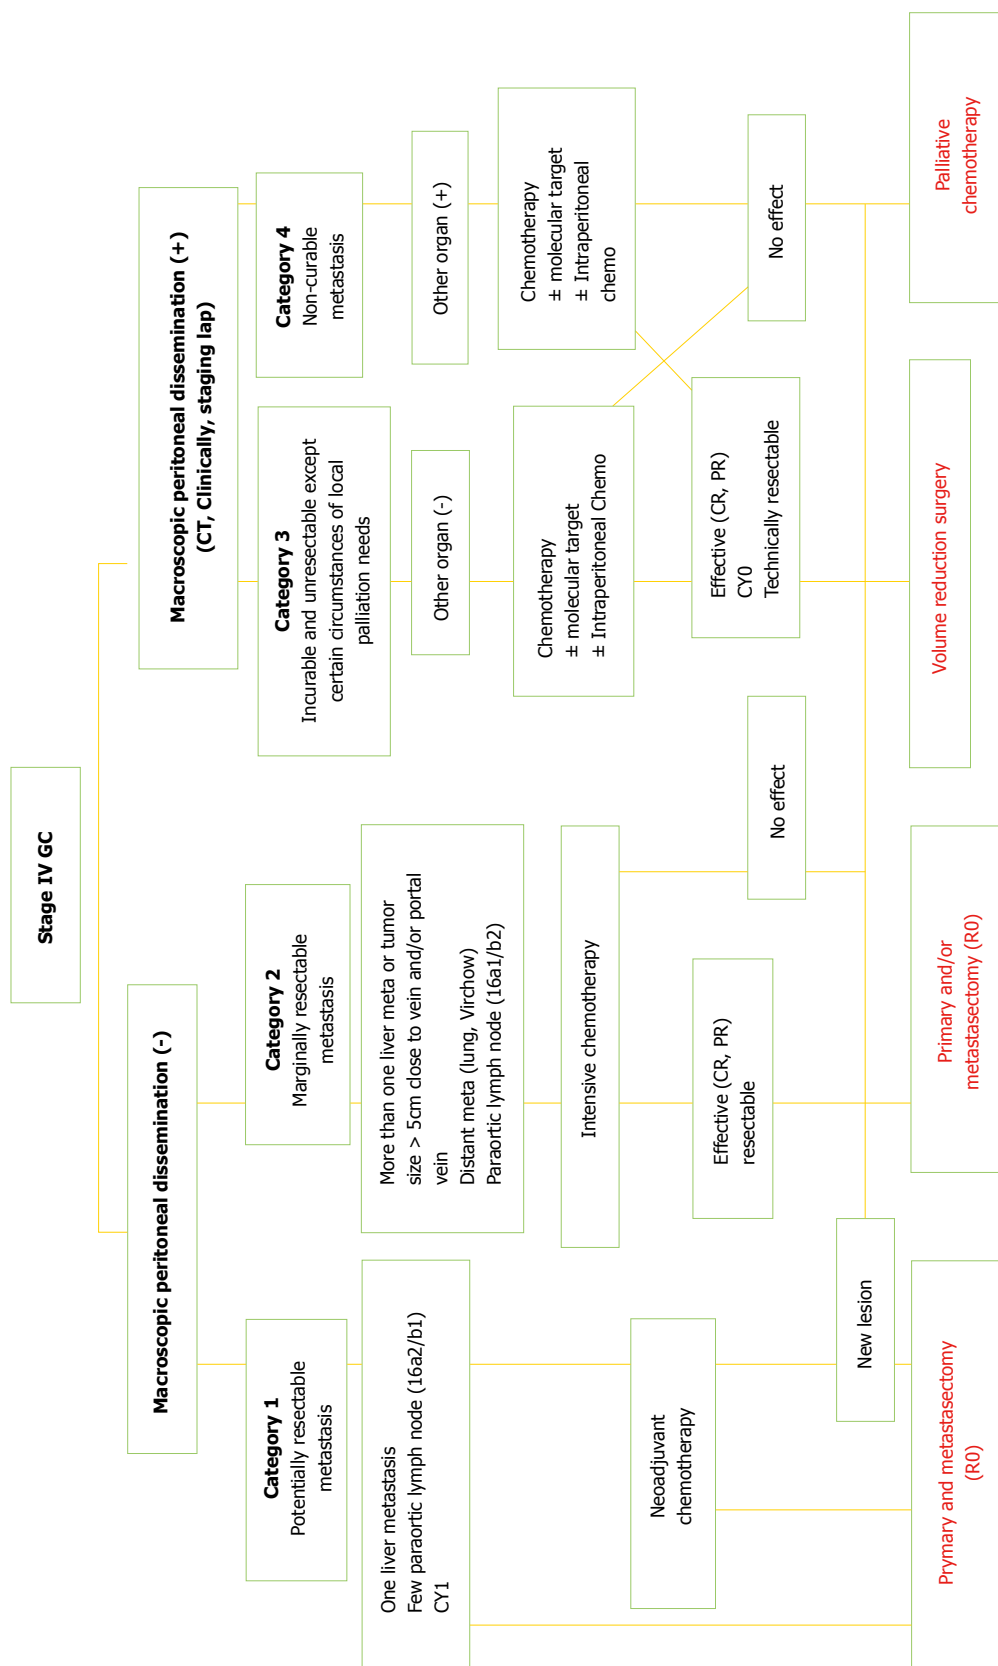 Stage IV GC
Macroscopic peritoneal dissemination (-)
Macroscopic peritoneal dissemination (+)
(CT, Clinically, staging lap)
Category 1
Potentially resectable
metastasis
Category 2
Marginally resectable
metastasis
Category 3
Incurable and unresectable except
certain circumstances of local
palliation needs
Category 4
Non-curable
metastasis
One liver metastasis
Few paraortic lymph node (16a2/b1)
CY1
More than one liver meta or tumor
size > 5cm close to vein and/or portal
vein
Distant meta (lung, Virchow)
Paraortic lymph node (16a1/b2)
Other organ (-)
Other organ (+)
Intensive chemotherapy
Chemotherapy
± molecular target
± Intraperitoneal Chemo
Chemotherapy
± molecular target
± Intraperitoneal
chemo
Neoadjuvant
chemotherapy
Effective (CR, PR)
resectable
No effect
Effective (CR, PR)
CY0
Technically resectable
No effect
New lesion
Prymary and metastasectomy
(R0)
Primary and/or
metastasectomy (R0)
Volume reduction surgery
Palliative
chemotherapy